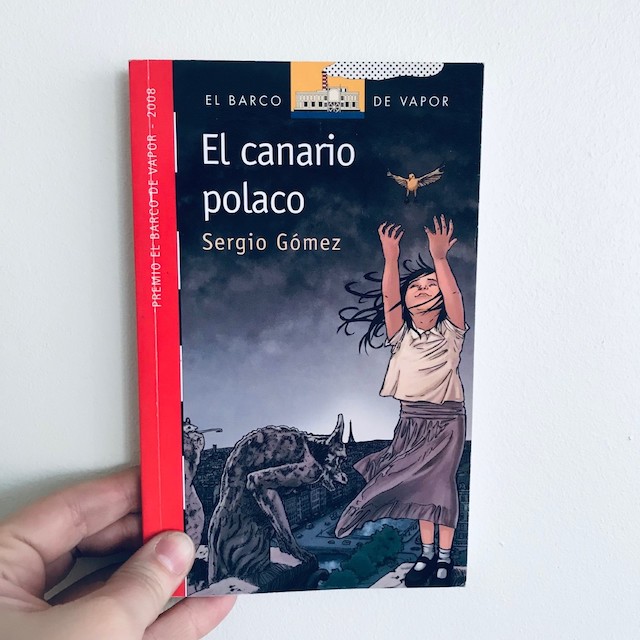 EL BARCO DE VAPOR
El canario
polaco
Sergio Gómez
PREMIO EL BARCO DE VAPOR - 2008